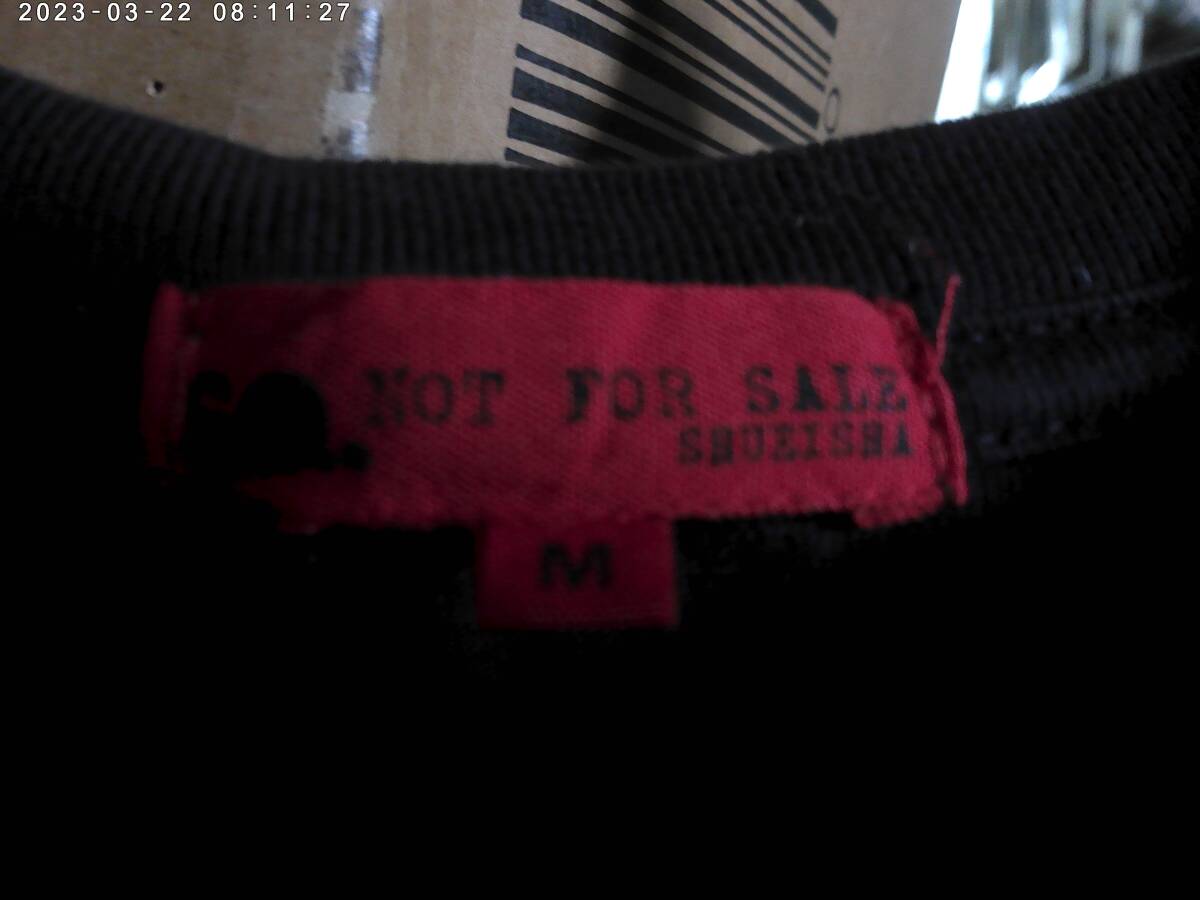 2023-03-22 08:11:27
NOT FOR SALE
SHUEISHA
M